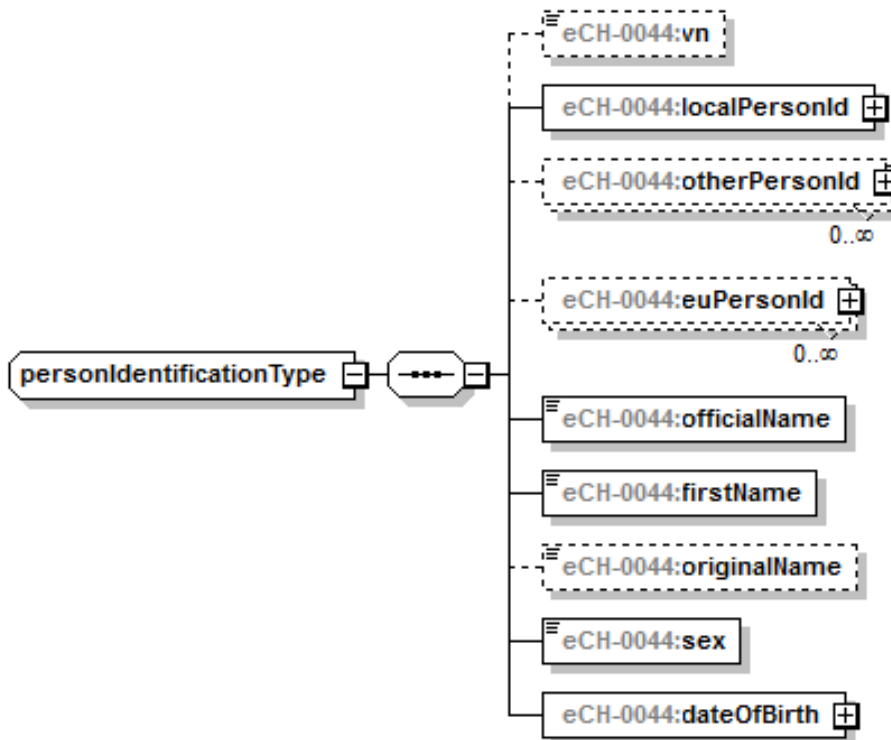 eCH-0044:vn
eCH-0044:localPersonId
eCH-0044:otherPersonId
0..∞
eCH-0044:euPersonId
0..∞
personIdentificationType
eCH-0044:officialName
eCH-0044:firstName
eCH-0044:originalName
eCH-0044:sex
eCH-0044:dateOfBirth